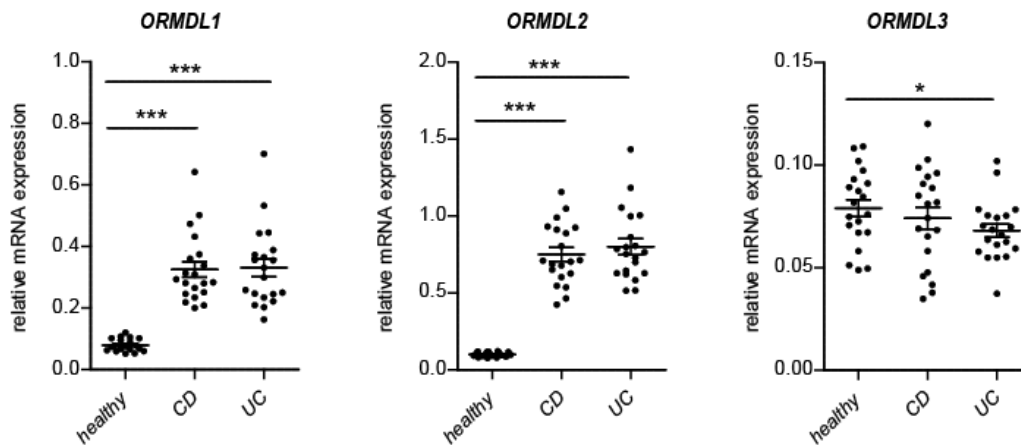 ORMDL1
relative mRNA expression
1.0
0.8
0.6
0.4
0.2
0.0
***
***
healthy
CD
UC
ORMDL2
relative mRNA expression
2.0
1.5
1.0
0.5
0.0
***
***
healthy
CD
UC
ORMDL3
relative mRNA expression
0.15
0.10
0.05
0.00
*
healthy
CD
UC